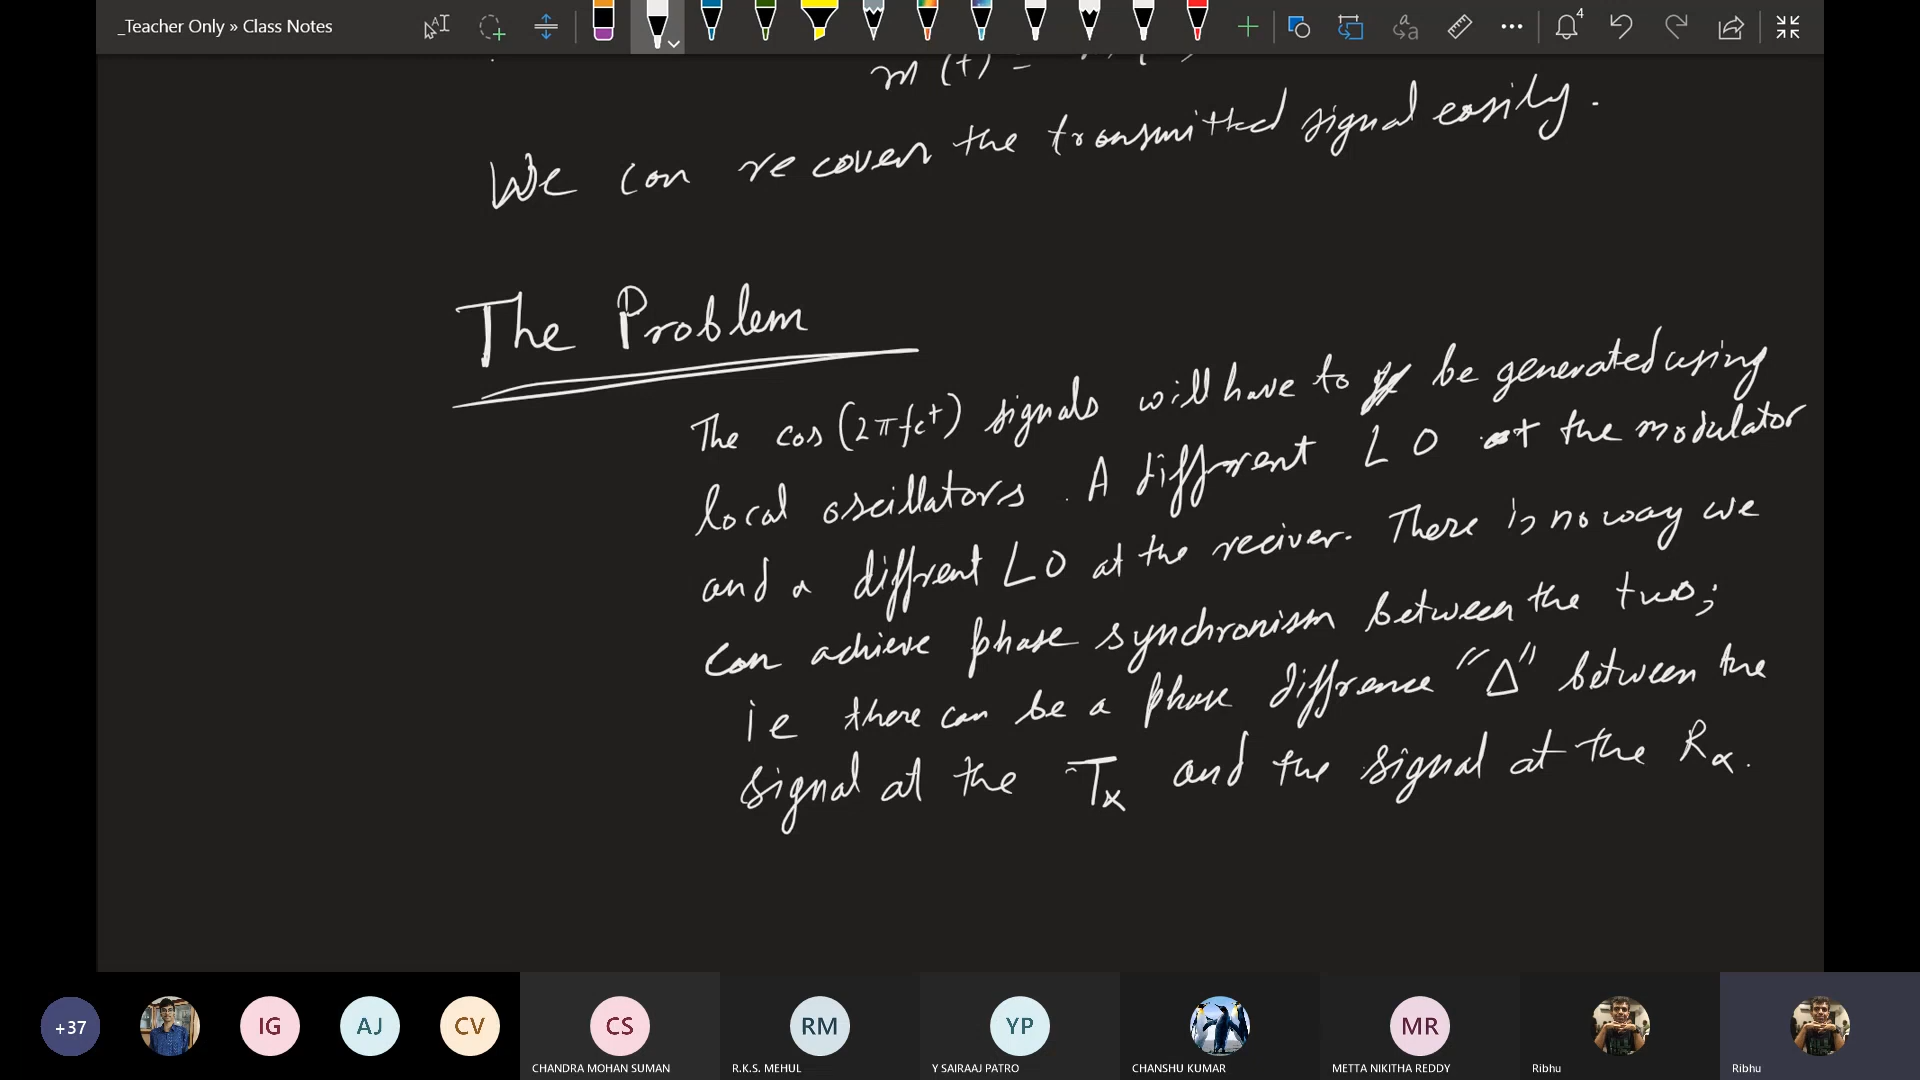 _Teacher Only » Class Notes
4
m(t) =
We can recover the transmitted signal easily.
The Problem
The cos(2πfct) signals will have to be generated using
local oscillators. A different LO at the modulator
and a diffrent LO at the reciver. There is no way we
can achieve phase synchronism between the two;
ie there can be a phase diffrence "Δ" between the
signal at the Tx and the signal at the Rx.
+37
IG
AJ
CV
CS
RM
YP
MR
CHANDRA MOHAN SUMAN
R.K.S. MEHUL
Y SAIRAAJ PATRO
CHANSHU KUMAR
METTA NIKITHA REDDY
Ribhu
Ribhu